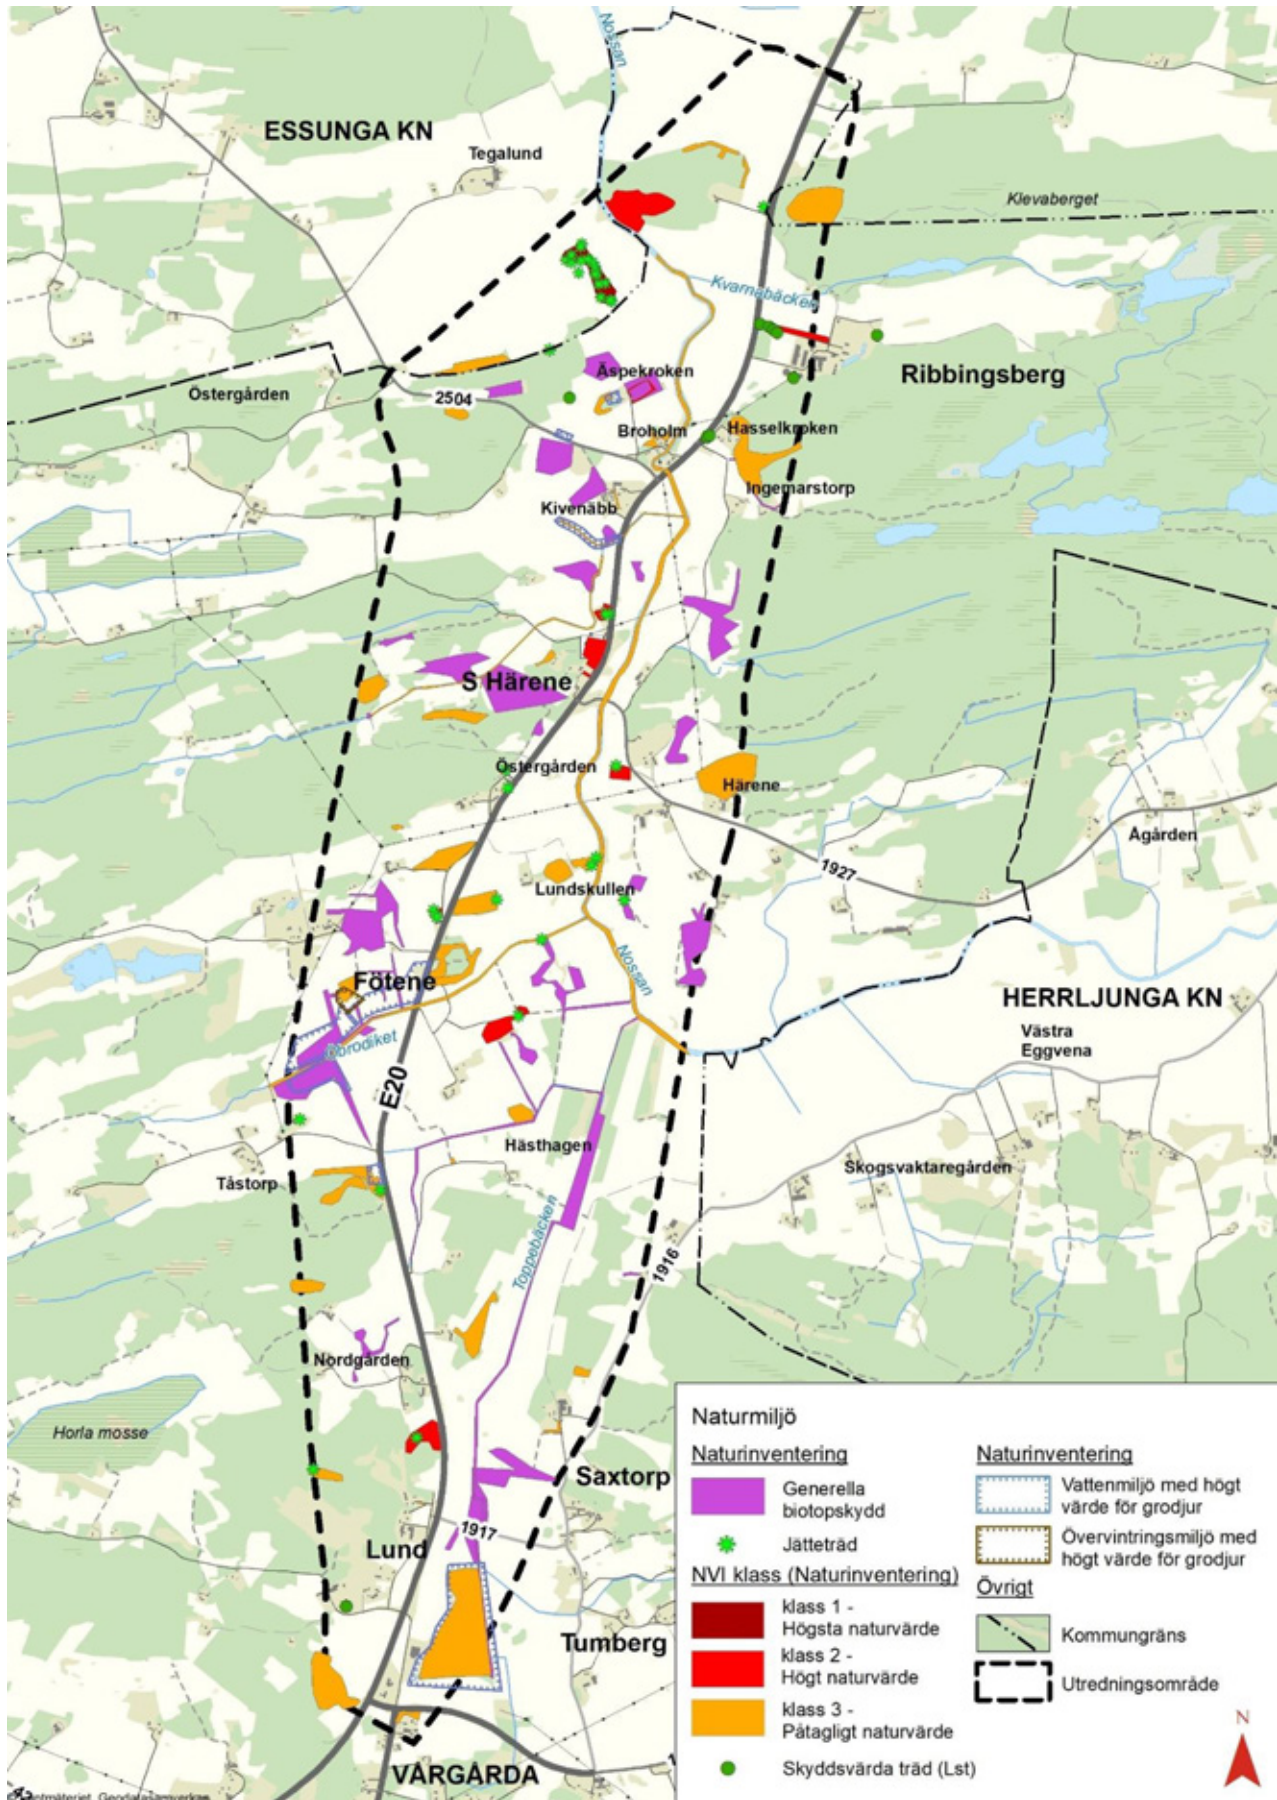 Nossan
ESSUNGA KN
Tegalund
Klevaberget
Kvarnabäcken
Äspekroken
Ribbingsberg
Östergården
2504
Broholm
Hasselkroken
Ingemarstorp
Kivenäbb
S Härene
Östergården
Härene
Ågården
1927
Lundskullen
Nossan
Fötene
HERRLJUNGA KN
Västra
Eggvena
E20
Hästhagen
Skogsvaktaregården
Tåstorp
Toppebäcken
1916
Nordgården
Horla mosse
Saxtorp
1917
Lund
Tumberg
VÅRGÅRDA
Naturmiljö
Naturinventering
Generella
biotopskydd
Jätteträd
NVI klass (Naturinventering)
klass 1 -
Högsta naturvärde
klass 2 -
Högt naturvärde
klass 3 -
Påtagligt naturvärde
Skyddsvärda träd (Lst)
Naturinventering
Vattenmiljö med högt
värde för grodjur
Övervintringsmiljö med
högt värde för grodjur
Övrigt
Kommungräns
Utredningsområde
N